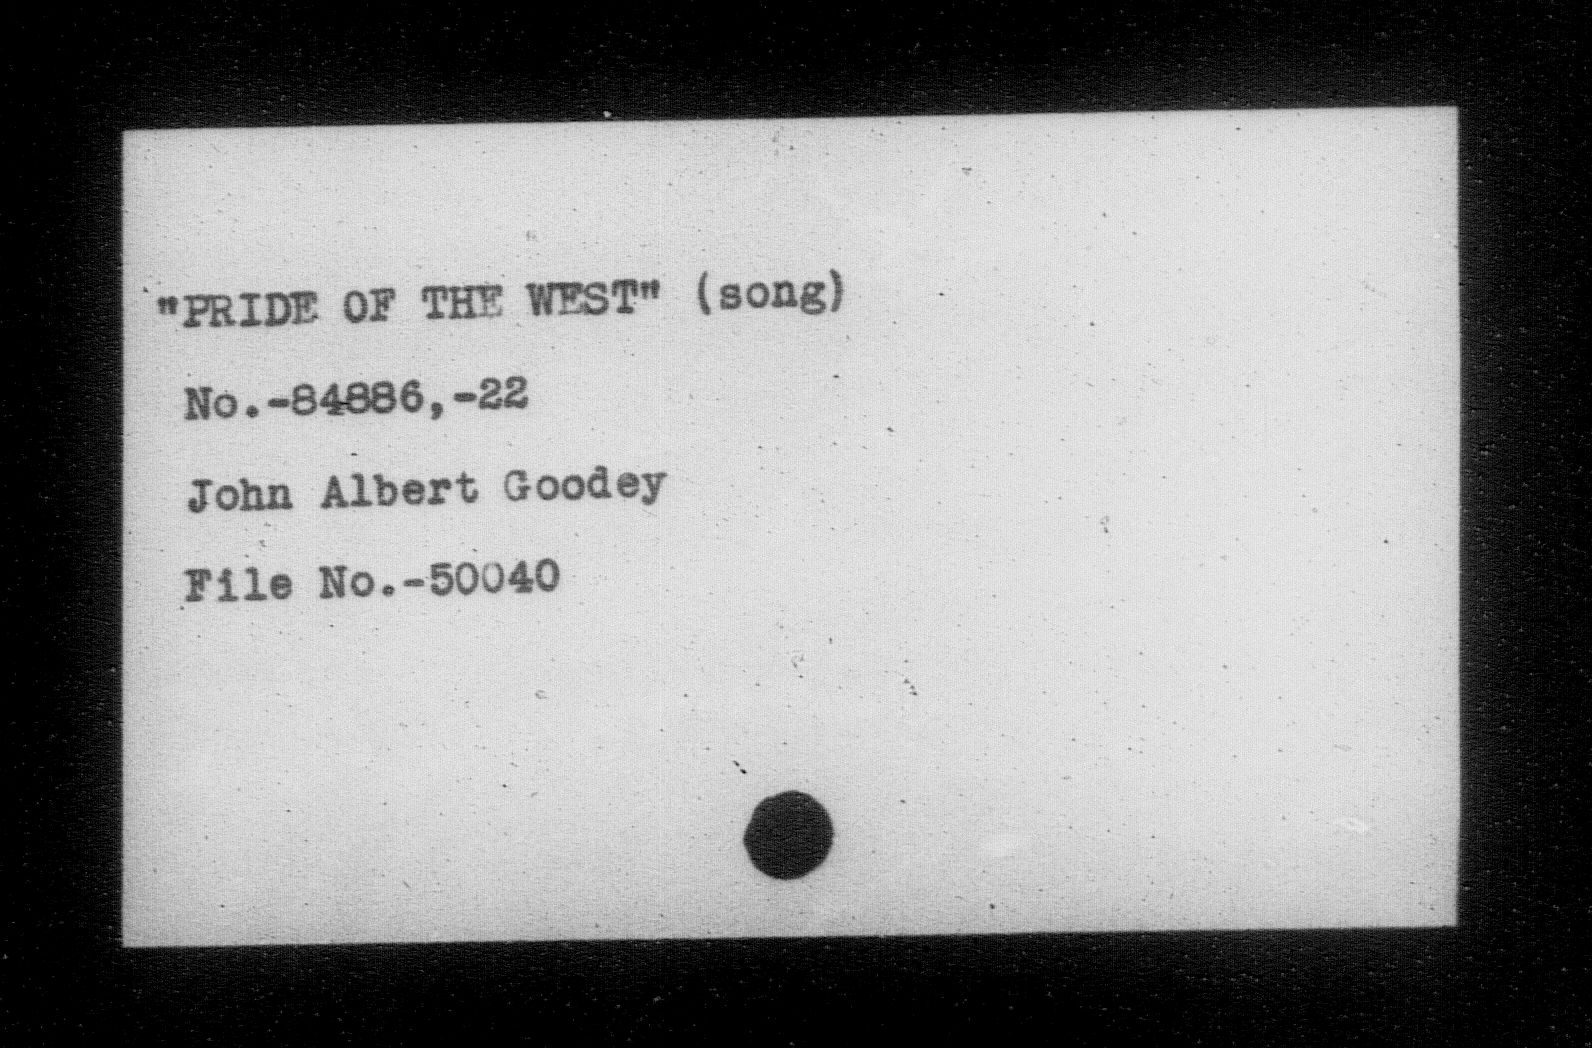 "PRIDE OF THE WEST" (song)
No.-84886,-22
John Albert Goodey
File No.-50040